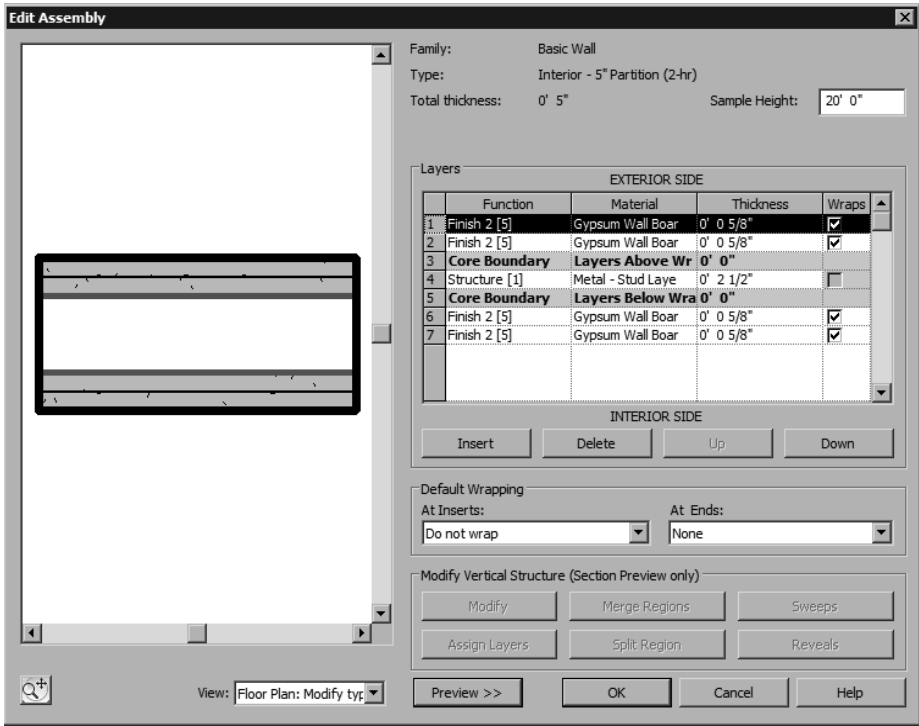 Edit Assembly
Family: Basic Wall
Type: Interior - 5" Partition (2-hr)
Total thickness: 0' 5" Sample Height: 20' 0"
Layers
EXTERIOR SIDE
Function Material Thickness Wraps
1 Finish 2 [5] Gypsum Wall Boar 0' 0 5/8"
2 Finish 2 [5] Gypsum Wall Boar 0' 0 5/8"
3 Core Boundary Layers Above Wr 0' 0"
4 Structure [1] Metal - Stud Laye 0' 2 1/2"
5 Core Boundary Layers Below Wra 0' 0"
6 Finish 2 [5] Gypsum Wall Boar 0' 0 5/8"
7 Finish 2 [5] Gypsum Wall Boar 0' 0 5/8"
INTERIOR SIDE
Insert Delete Up Down
Default Wrapping
At Inserts: At Ends:
Do not wrap None
Modify Vertical Structure (Section Preview only)
Modify Merge Regions Sweeps
Assign Layers Split Region Reveals
View: Floor Plan: Modify typ Preview >> OK Cancel Help